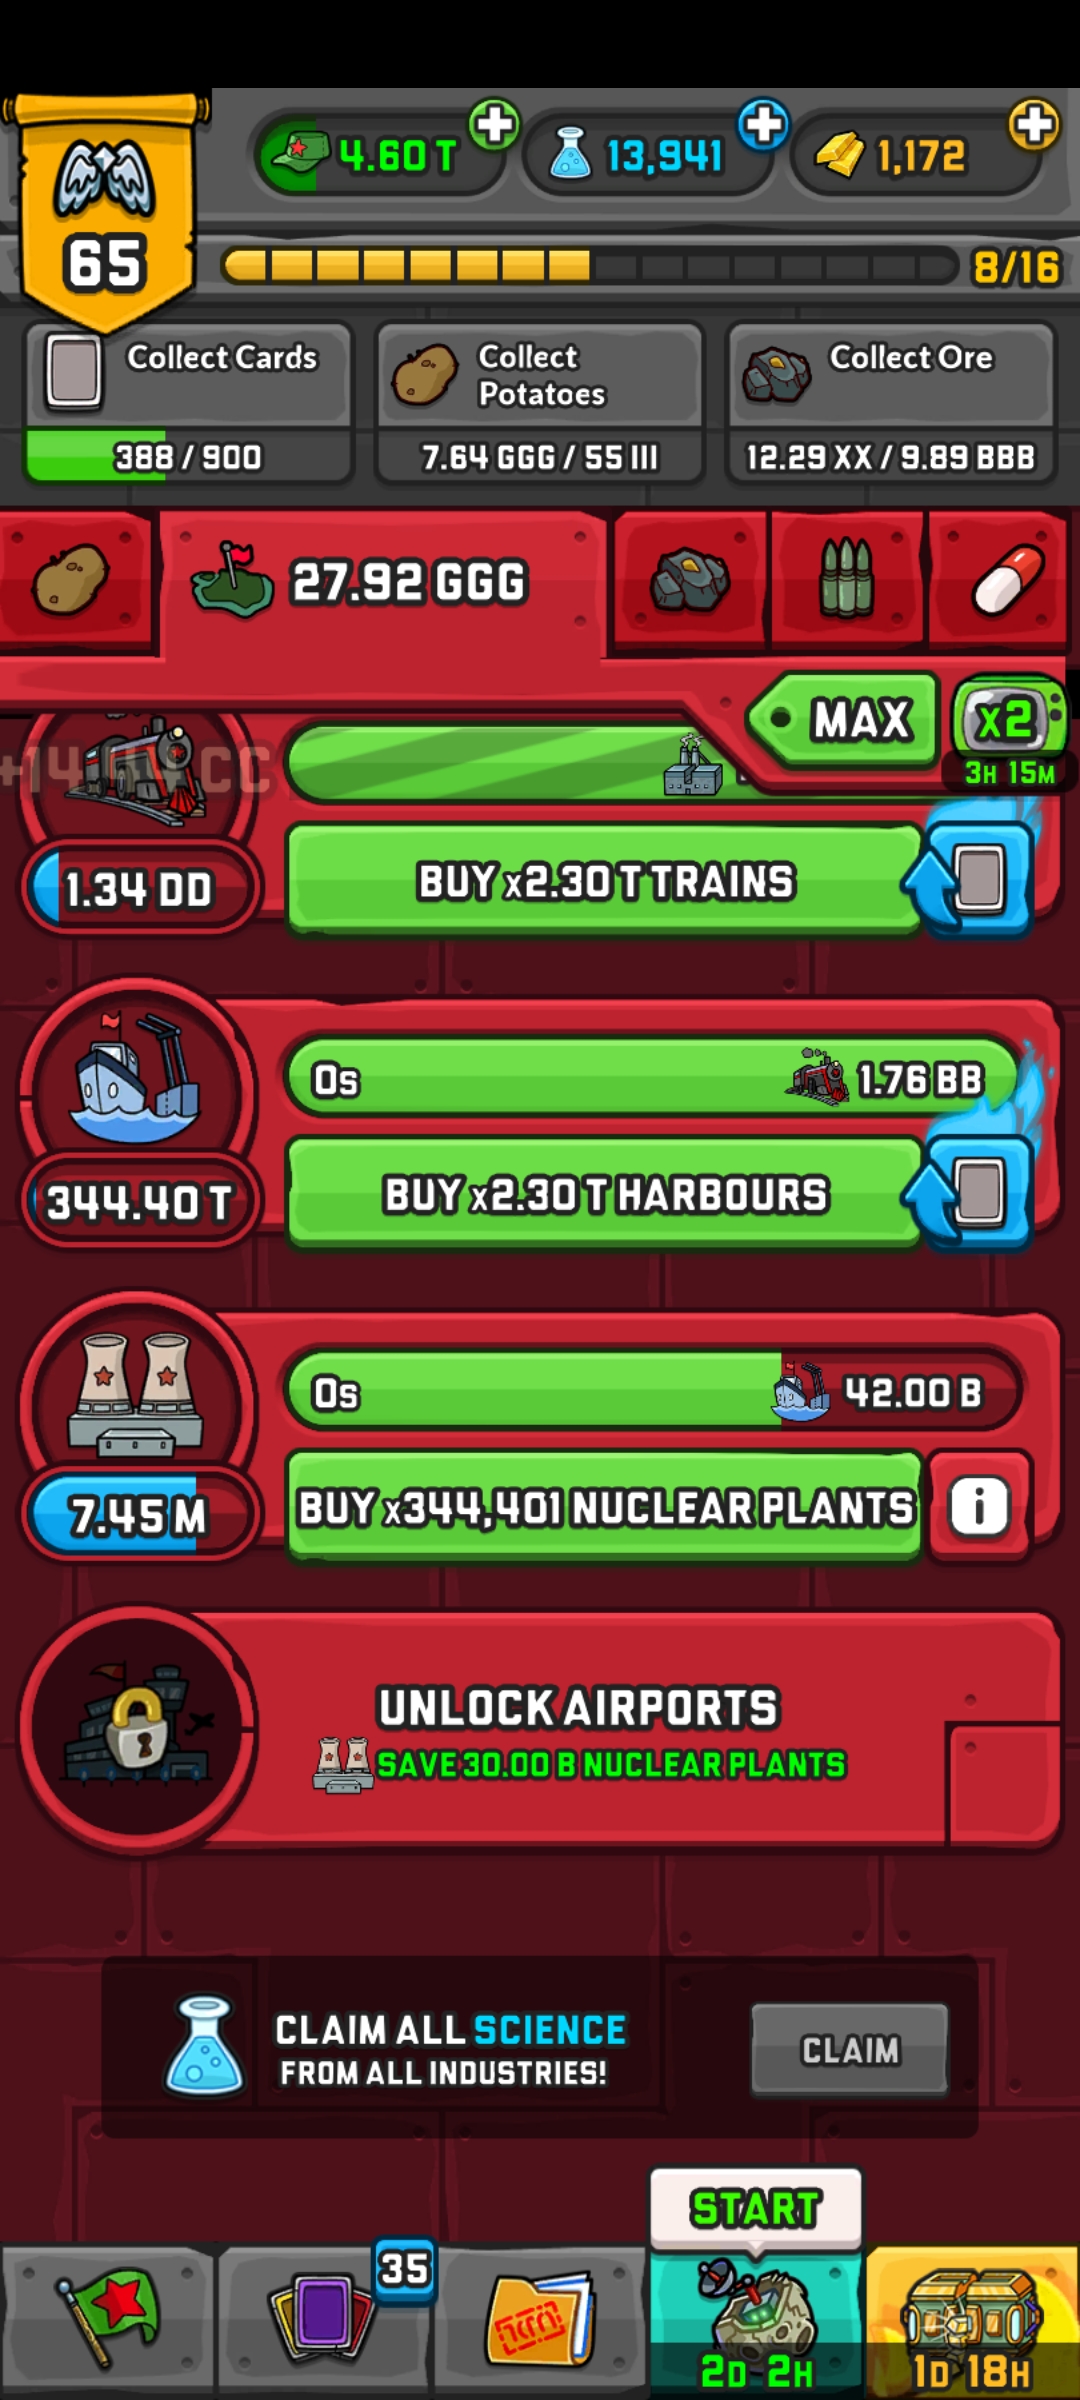 4.60 T
13,941
1,172
65
8/16
Collect Cards
388 / 900
Collect
Potatoes
7.64 GGG / 55 III
Collect Ore
12.29 XX / 9.89 BBB
27.92 GGG
MAX
X2
3H 15M
CC
1.34 DD
BUY x2.30 T TRAINS
0s
1.76 BB
344.40 T
BUY x2.30 T HARBOURS
0s
42.00 B
7.45 M
BUY x344,401 NUCLEAR PLANTS
i
UNLOCK AIRPORTS
SAVE 30.00 B NUCLEAR PLANTS
CLAIM ALL SCIENCE
FROM ALL INDUSTRIES!
CLAIM
START
35
2D 2H
1D 18H